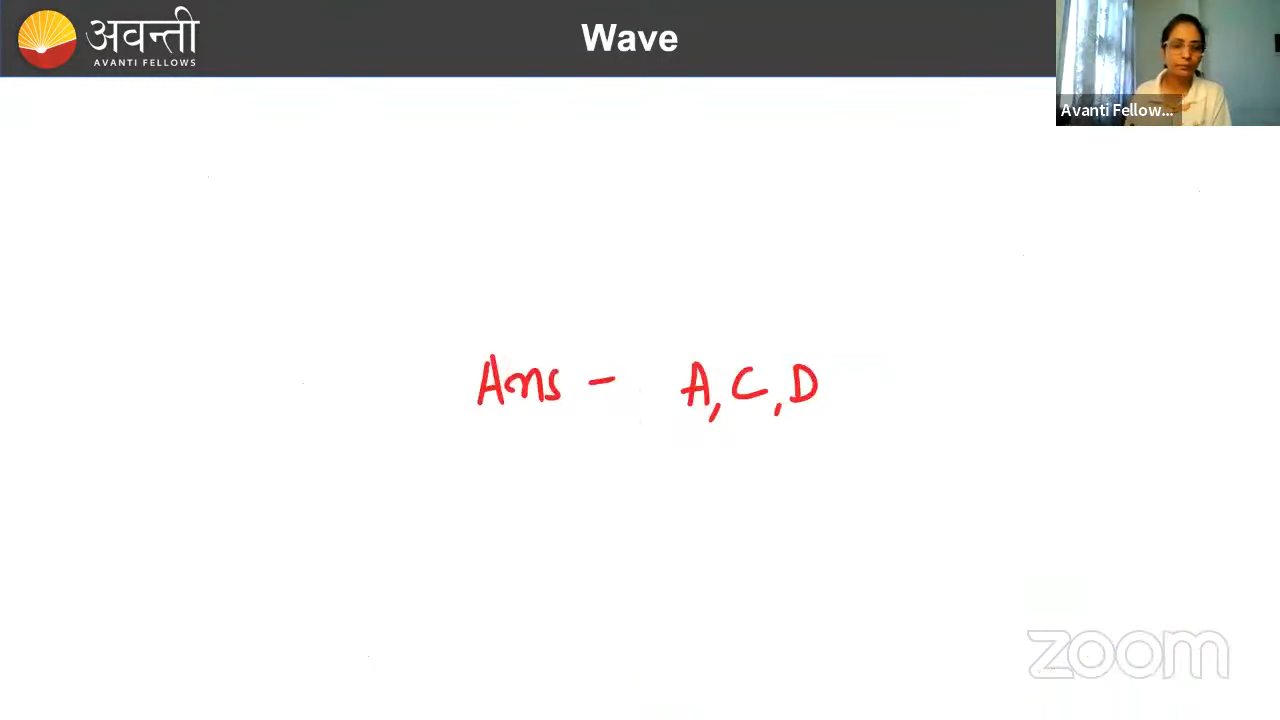 अवन्ती
AVANTI FELLOWS
Wave
Avanti Fellow...
Ans - A, C, D
zoom